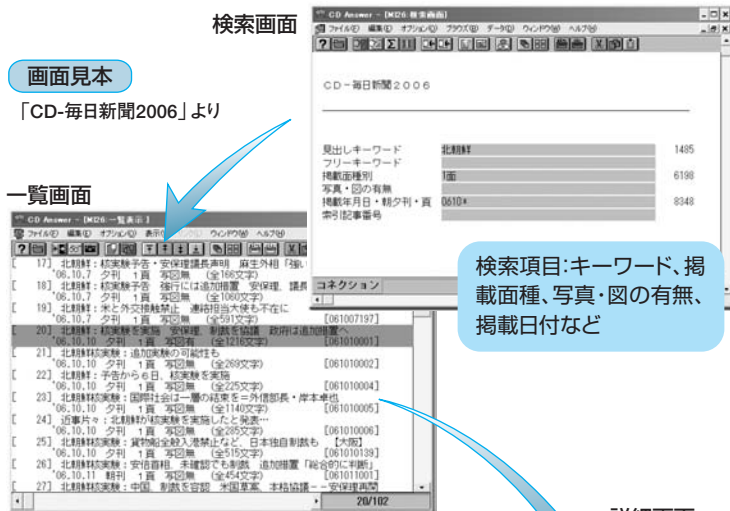 検索画面
画面見本
「CD-毎日新聞2006」より
CD Answer - [MI26:検索画面]
ファイル(F) 編集(E) オプション(O) ブラウズ(B) データ(D) ウィンドウ(W) ヘルプ(H)
CD-毎日新聞2006
見出しキーワード 北朝鮮 1485
フリーキーワード
掲載面種別 1面 6198
写真・図の有無
掲載年月日・朝夕刊・頁 0610* 8348
索引記事番号
コネクション
検索項目:キーワード、掲
載面種、写真・図の有無、
掲載日付など
一覧画面
CD Answer - [MI26:一覧表示]
ファイル(F) 編集(E) オプション(O) 表示 ウィンドウ(W) ヘルプ(H)
[ 17] 北朝鮮:核実験予告・安保理議長声明 麻生外相「強い
'06.10.7 夕刊 1頁 写図無 (全166文字)
[ 18] 北朝鮮:核実験予告 強行には追加措置 安保理、議長
'06.10.7 夕刊 1頁 写図無 (全1060文字)
[ 19] 北朝鮮:米と外交接触禁止 連絡担当大使も不在に
'06.10.7 夕刊 1頁 写図無 (全591文字) [061007197]
[ 20] 北朝鮮:核実験を実施 安保理、制裁を協議 政府は追加措置へ
'06.10.10 夕刊 1頁 写図有 (全1216文字) [061010001]
[ 21] 北朝鮮核実験:追加実験の可能性も
'06.10.10 夕刊 1頁 写図無 (全269文字) [061010002]
[ 22] 北朝鮮:予告から6日、核実験を実施
'06.10.10 夕刊 1頁 写図無 (全225文字) [061010004]
[ 23] 北朝鮮核実験:国際社会は一層の結束を=外信部長・岸本卓也
'06.10.10 夕刊 1頁 写図無 (全1140文字) [061010005]
[ 24] 近事片々:北朝鮮が核実験を実施したと発表…
'06.10.10 夕刊 1頁 写図無 (全285文字) [061010006]
[ 25] 北朝鮮核実験:貨物船全般入港禁止など、日本独自制裁も 【大阪】
'06.10.10 夕刊 1頁 写図無 (全515文字) [061010139]
[ 26] 北朝鮮核実験:安倍首相、未確認でも制裁 追加措置「総合的に判断」
'06.10.11 朝刊 1頁 写図無 (全454文字) [061011001]
[ 27] 北朝鮮核実験:中国、制裁を容認 米国草案、本格協議--安保理再開
20/102